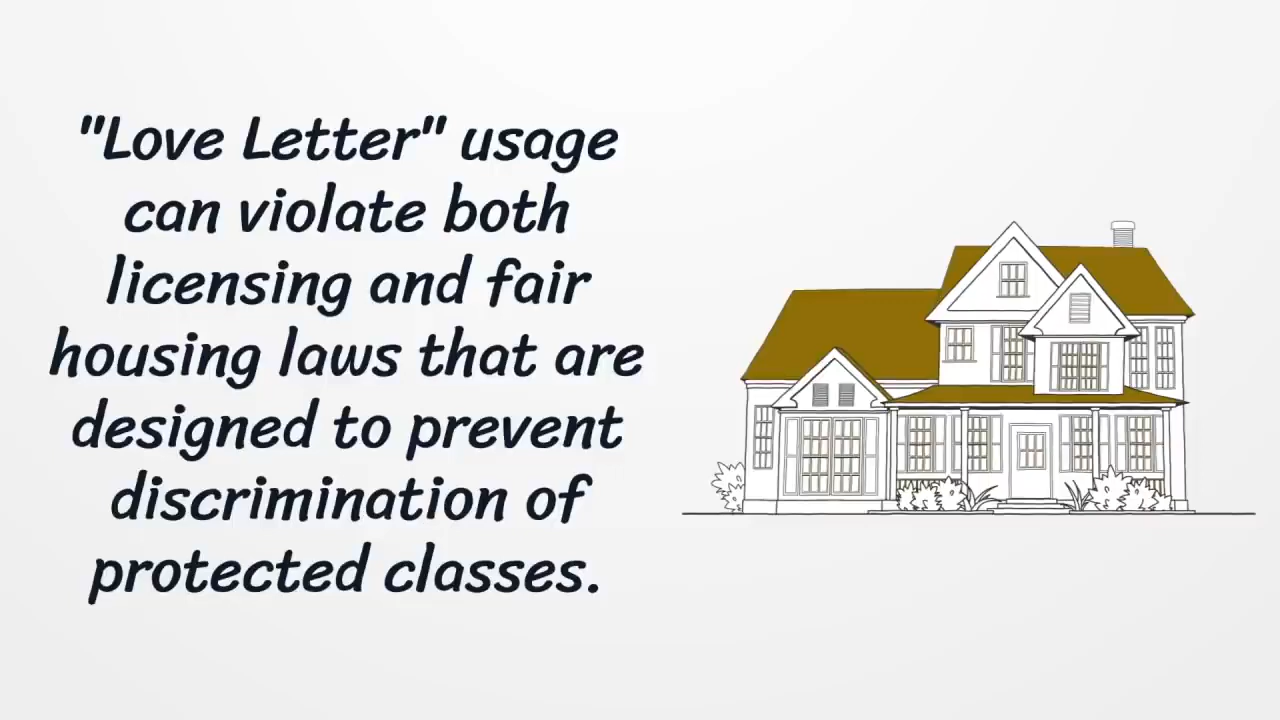 "Love Letter" usage
can violate both
licensing and fair
housing laws that are
designed to prevent
discrimination of
protected classes.